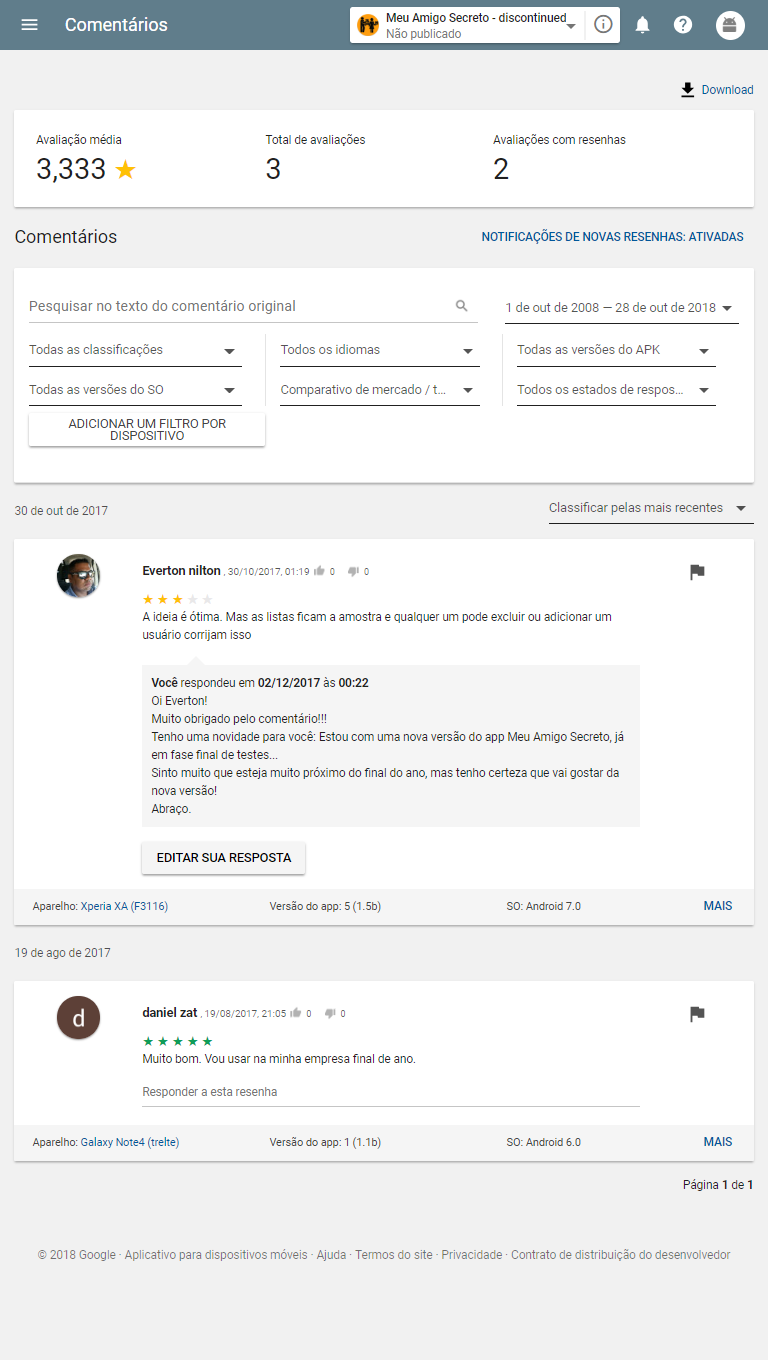 Comentários
Meu Amigo Secreto - discontinued
Não publicado
Download
Avaliação média
Total de avaliações
Avaliações com resenhas
3,333
3
2
Comentários
NOTIFICAÇÕES DE NOVAS RESENHAS: ATIVADAS
Pesquisar no texto do comentário original
1 de out de 2008 — 28 de out de 2018
Todas as classificações
Todos os idiomas
Todas as versões do APK
Todas as versões do SO
Comparativo de mercado / t...
Todos os estados de respos...
ADICIONAR UM FILTRO POR
DISPOSITIVO
30 de out de 2017
Classificar pelas mais recentes
Everton nilton , 30/10/2017, 01:19 0 0
A ideia é ótima. Mas as listas ficam a amostra e qualquer um pode excluir ou adicionar um
usuário corrijam isso
Você respondeu em 02/12/2017 às 00:22
Oi Everton!
Muito obrigado pelo comentário!!!
Tenho uma novidade para você: Estou com uma nova versão do app Meu Amigo Secreto, já
em fase final de testes...
Sinto muito que esteja muito próximo do final do ano, mas tenho certeza que vai gostar da
nova versão!
Abraço.
EDITAR SUA RESPOSTA
Aparelho: Xperia XA (F3116)
Versão do app: 5 (1.5b)
SO: Android 7.0
MAIS
19 de ago de 2017
d
daniel zat , 19/08/2017, 21:05 0 0
Muito bom. Vou usar na minha empresa final de ano.
Responder a esta resenha
Aparelho: Galaxy Note4 (trelte)
Versão do app: 1 (1.1b)
SO: Android 6.0
MAIS
Página 1 de 1
© 2018 Google · Aplicativo para dispositivos móveis · Ajuda · Termos do site · Privacidade · Contrato de distribuição do desenvolvedor